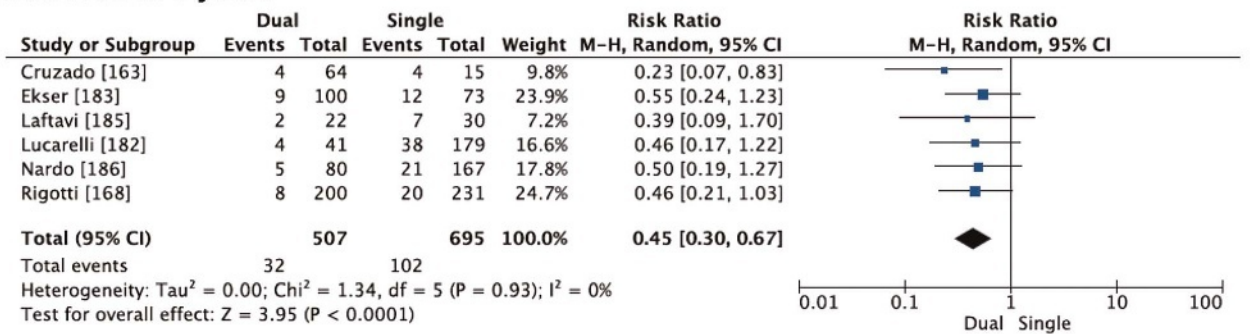 Dual Single Risk Ratio Risk Ratio
Study or Subgroup Events Total Events Total Weight M-H, Random, 95% CI M-H, Random, 95% CI
Cruzado [163] 4 64 4 15 9.8% 0.23 [0.07, 0.83]
Ekser [183] 9 100 12 73 23.9% 0.55 [0.24, 1.23]
Laftavi [185] 2 22 7 30 7.2% 0.39 [0.09, 1.70]
Lucarelli [182] 4 41 38 179 16.6% 0.46 [0.17, 1.22]
Nardo [186] 5 80 21 167 17.8% 0.50 [0.19, 1.27]
Rigotti [168] 8 200 20 231 24.7% 0.46 [0.21, 1.03]
Total (95% CI) 507 695 100.0% 0.45 [0.30, 0.67]
Total events 32 102
Heterogeneity: Tau² = 0.00; Chi² = 1.34, df = 5 (P = 0.93); I² = 0%
Test for overall effect: Z = 3.95 (P < 0.0001)
0.01 0.1 1 10 100
Dual Single